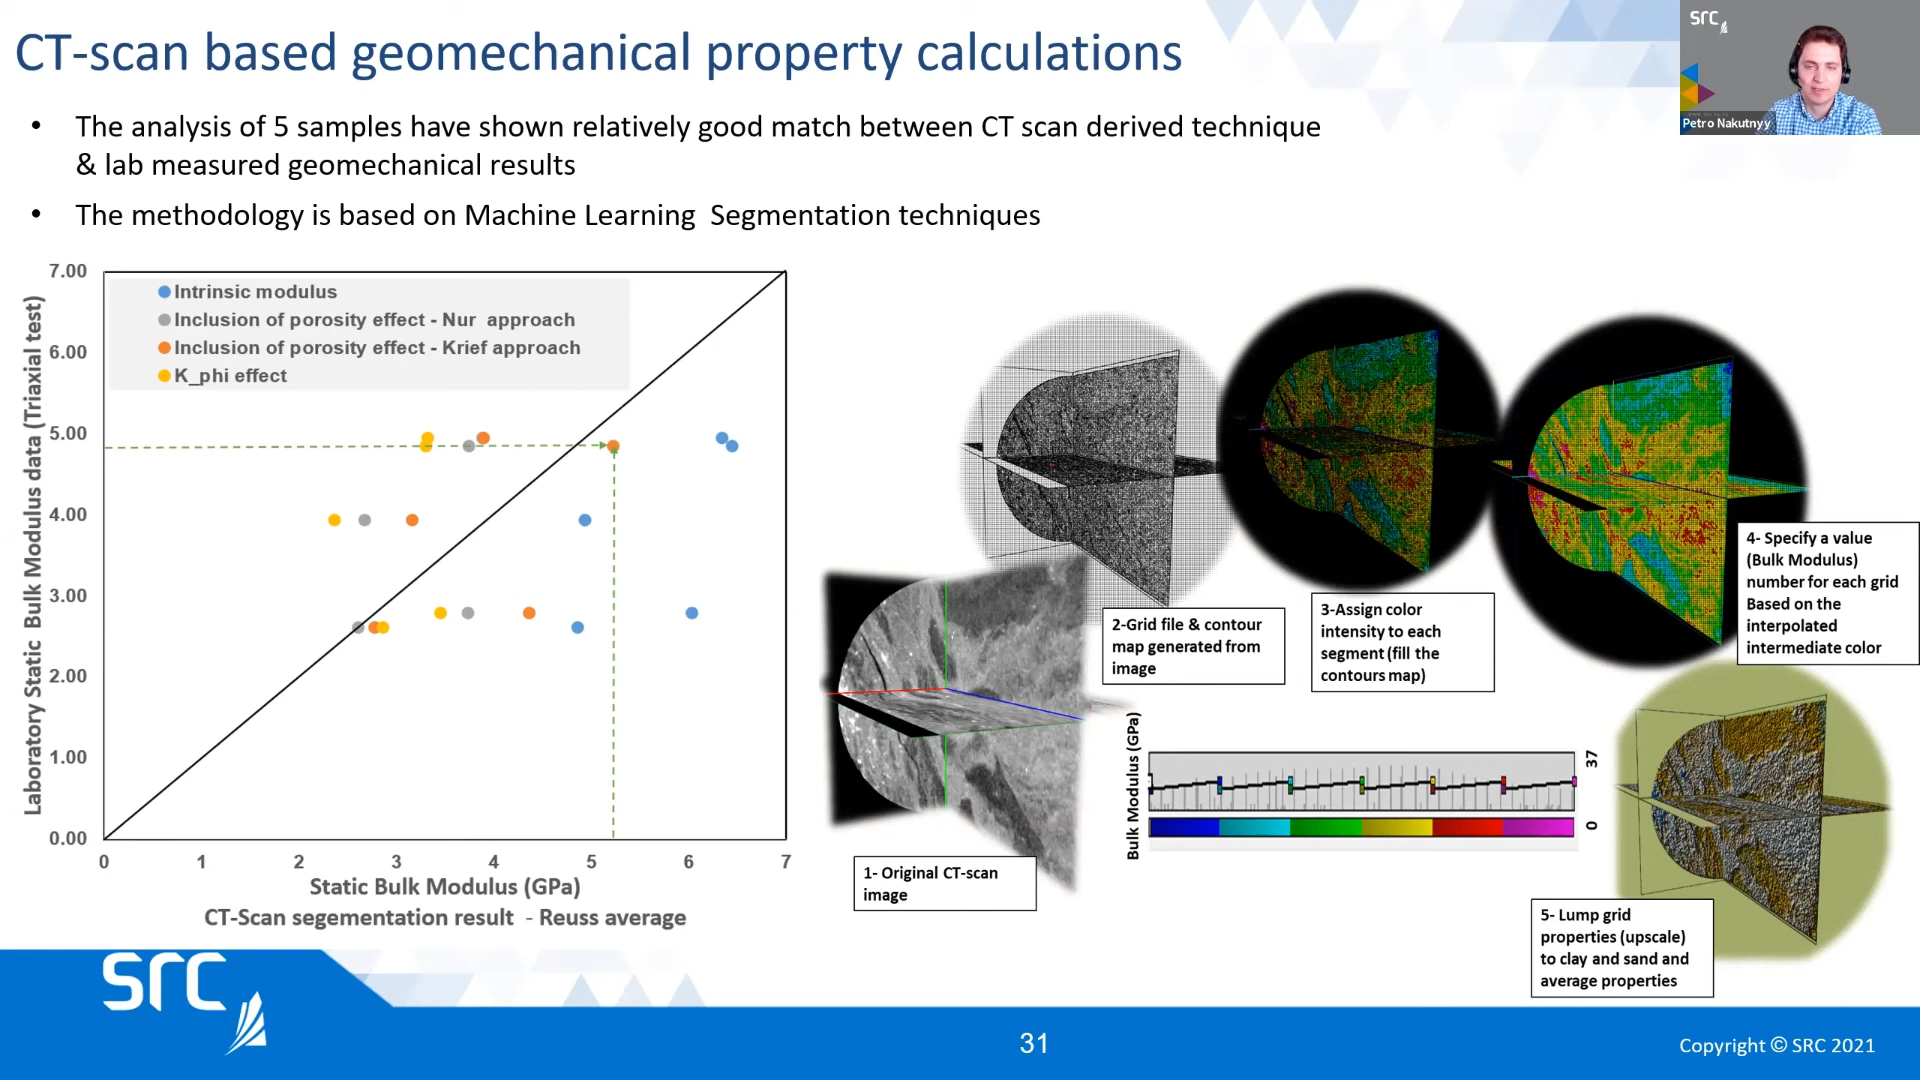 CT-scan based geomechanical property calculations
src
Petro Nakutnyy
• The analysis of 5 samples have shown relatively good match between CT scan derived technique
& lab measured geomechanical results
• The methodology is based on Machine Learning Segmentation techniques
Laboratory Static Bulk Modulus data (Triaxial test)
7.00
6.00
5.00
4.00
3.00
2.00
1.00
0.00
Intrinsic modulus
Inclusion of porosity effect - Nur approach
Inclusion of porosity effect - Krief approach
K_phi effect
0 1 2 3 4 5 6 7
Static Bulk Modulus (GPa)
CT-Scan segementation result - Reuss average
1- Original CT-scan
image
2-Grid file & contour
map generated from
image
3-Assign color
intensity to each
segment (fill the
contours map)
4- Specify a value
(Bulk Modulus)
number for each grid
Based on the
interpolated
intermediate color
Bulk Modulus (GPa)
37
0
5- Lump grid
properties (upscale)
to clay and sand and
average properties
src
31
Copyright © SRC 2021